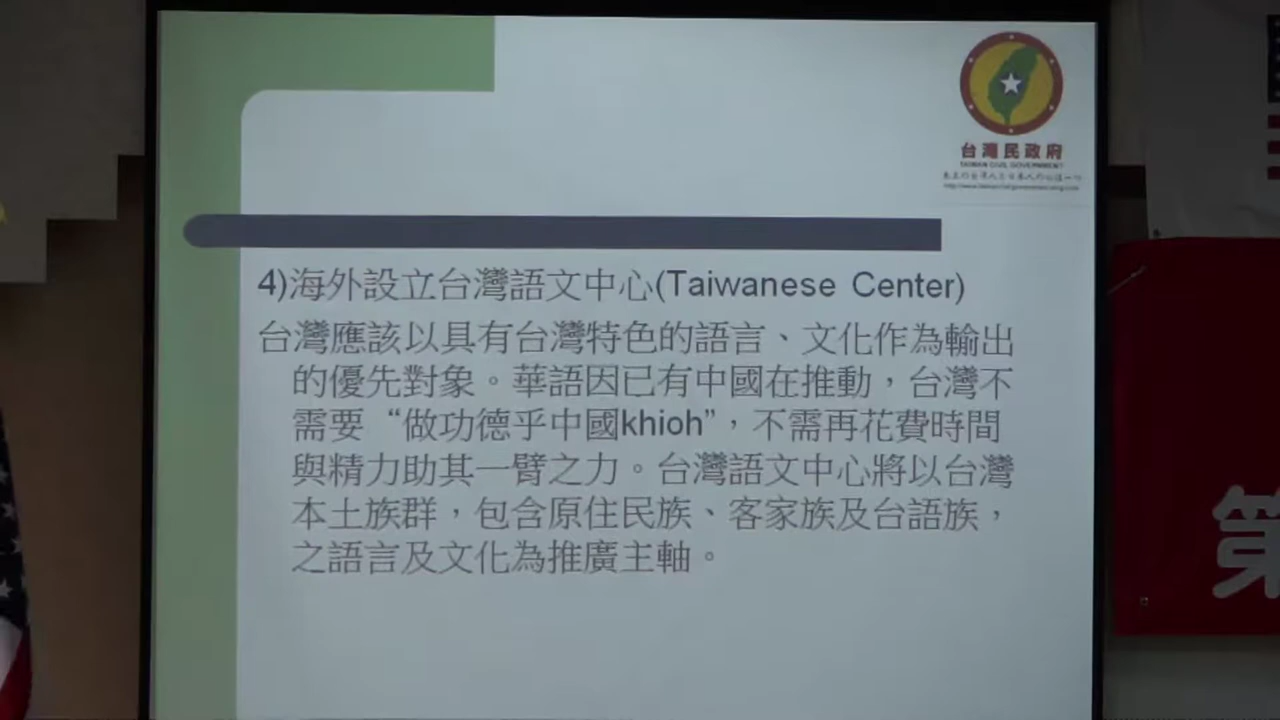 台灣民政府
TAIWAN CIVIL GOVERNMENT
4)海外設立台灣語文中心(Taiwanese Center)
台灣應該以具有台灣特色的語言、文化作為輸出
的優先對象。華語因已有中國在推動，台灣不
需要“做功德乎中國khioh”，不需再花費時間
與精力助其一臂之力。台灣語文中心將以台灣
本土族群，包含原住民族、客家族及台語族，
之語言及文化為推廣主軸。
第